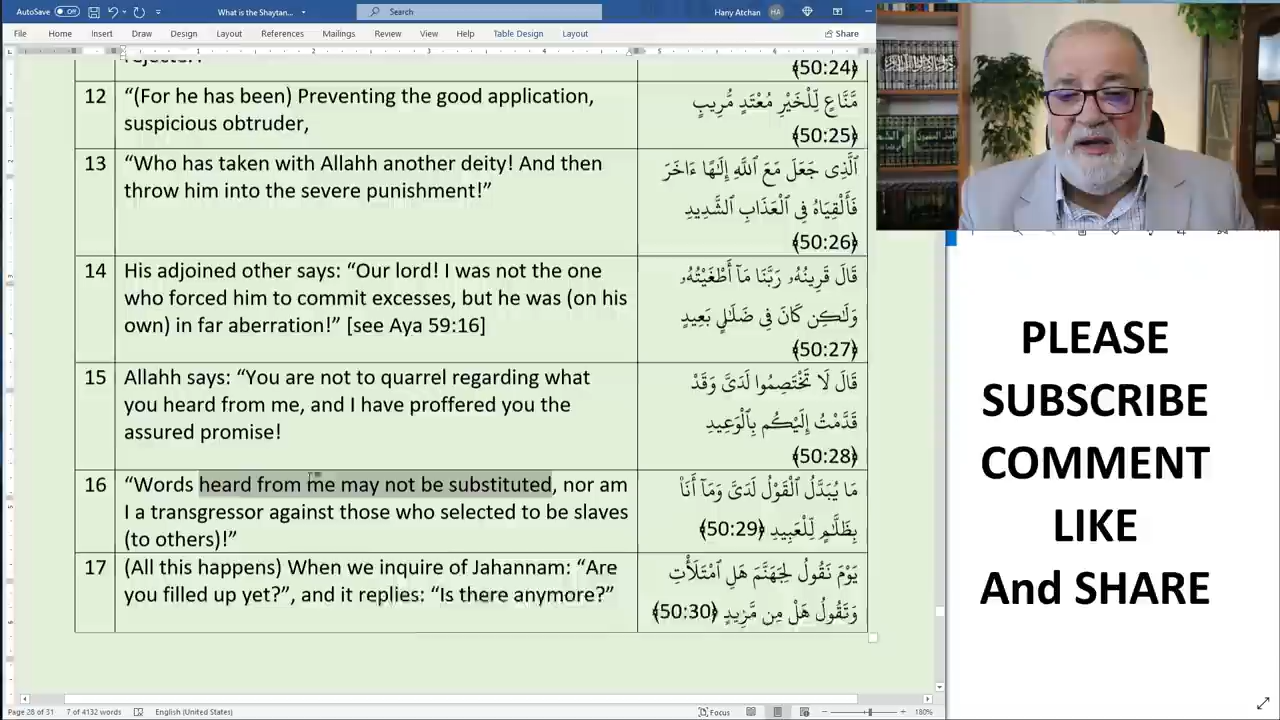 AutoSave Off What is the Shaytan... Search Hany Atchan HA
File Home Insert Draw Design Layout References Mailings Review View Help Table Design Layout Share
﴿50:24﴾
12 “(For he has been) Preventing the good application,
suspicious obtruder,
مَّنَّاعٍ لِّلْخَيْرِ مُعْتَدٍ مُّرِيبٍ
﴿50:25﴾
13 “Who has taken with Allahh another deity! And then
throw him into the severe punishment!”
ٱلَّذِى جَعَلَ مَعَ ٱللَّهِ إِلَـٰهًا ءَاخَرَ
فَأَلْقِيَاهُ فِى ٱلْعَذَابِ ٱلشَّدِيدِ
﴿50:26﴾
14 His adjoined other says: “Our lord! I was not the one
who forced him to commit excesses, but he was (on his
own) in far aberration!” [see Aya 59:16]
قَالَ قَرِينُهُۥ رَبَّنَا مَآ أَطْغَيْتُهُۥ
وَلَـٰكِن كَانَ فِى ضَلَـٰلٍۭ بَعِيدٍ
﴿50:27﴾
15 Allahh says: “You are not to quarrel regarding what
you heard from me, and I have proffered you the
assured promise!
قَالَ لَا تَخْتَصِمُوا۟ لَدَىَّ وَقَدْ
قَدَّمْتُ إِلَيْكُم بِٱلْوَعِيدِ
﴿50:28﴾
16 “Words heard from me may not be substituted, nor am
I a transgressor against those who selected to be slaves
(to others)!”
مَا يُبَدَّلُ ٱلْقَوْلُ لَدَىَّ وَمَآ أَنَا۠
بِظَلَّـٰمٍ لِّلْعَبِيدِ ﴿50:29﴾
17 (All this happens) When we inquire of Jahannam: “Are
you filled up yet?”, and it replies: “Is there anymore?”
يَوْمَ نَقُولُ لِجَهَنَّمَ هَلِ ٱمْتَلَأْتِ
وَتَقُولُ هَلْ مِن مَّزِيدٍ ﴿50:30﴾
PLEASE
SUBSCRIBE
COMMENT
LIKE
And SHARE
Page 28 of 31 7 of 4132 words English (United States) Focus 180%